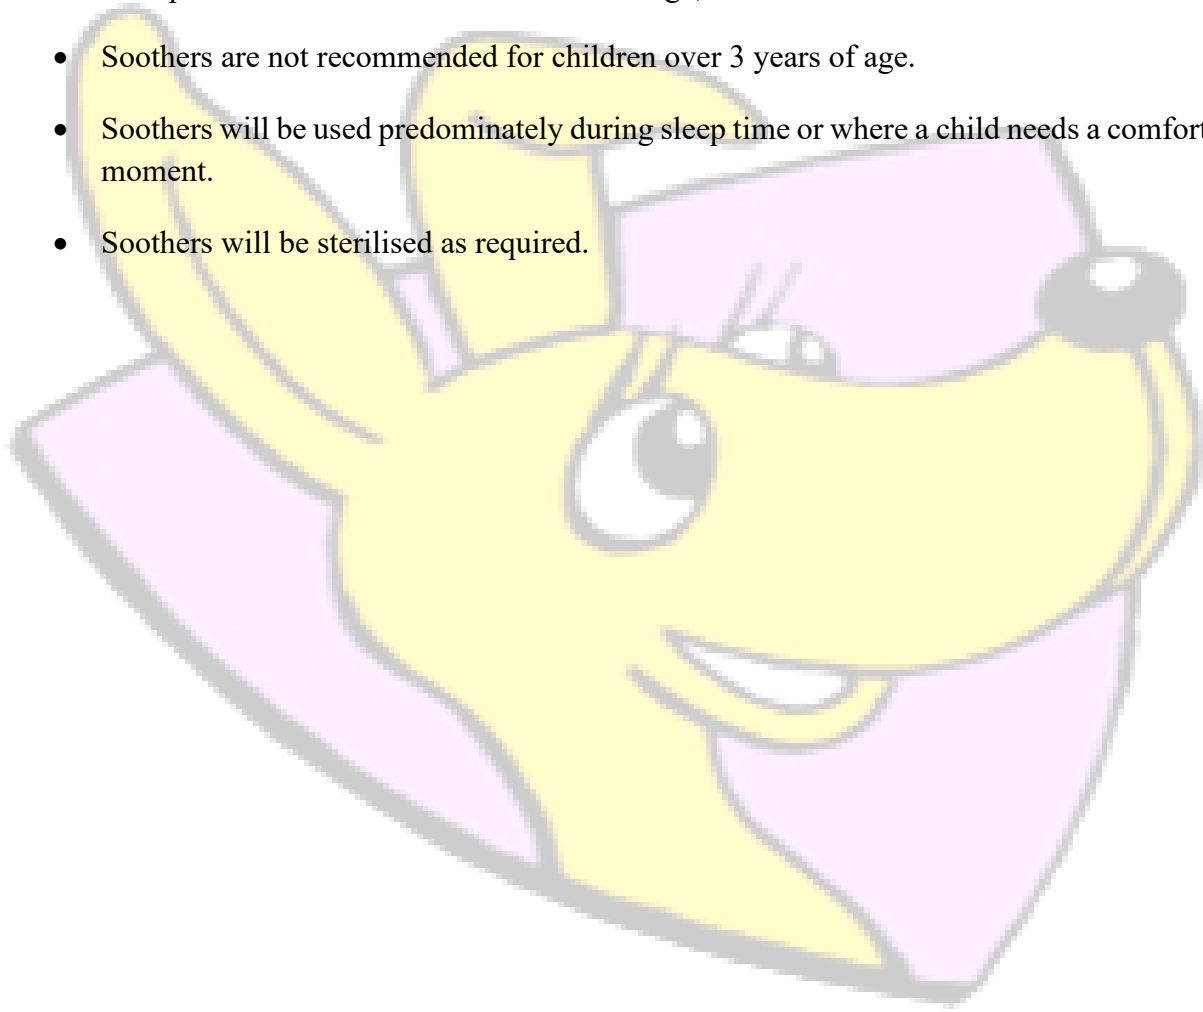 • Soothers are not recommended for children over 3 years of age.
• Soothers will be used predominately during sleep time or where a child needs a comfort
moment.
• Soothers will be sterilised as required.